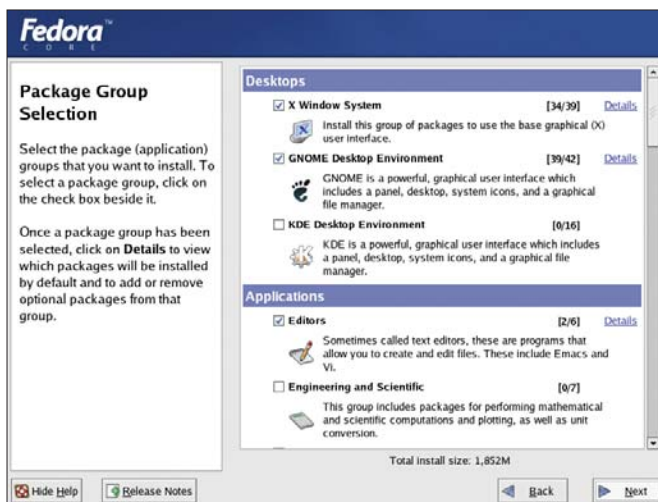 Fedora™
CORE
Package Group
Selection
Select the package (application)
groups that you want to install. To
select a package group, click on
the check box beside it.
Once a package group has been
selected, click on Details to view
which packages will be installed
by default and to add or remove
optional packages from that
group.
Desktops
X Window System [34/39] Details
Install this group of packages to use the base graphical (X)
user interface.
GNOME Desktop Environment [39/42] Details
GNOME is a powerful, graphical user interface which
includes a panel, desktop, system icons, and a graphical
file manager.
KDE Desktop Environment [0/16]
KDE is a powerful, graphical user interface which includes
a panel, desktop, system icons, and a graphical file
manager.
Applications
Editors [2/6] Details
Sometimes called text editors, these are programs that
allow you to create and edit files. These include Emacs and
Vi.
Engineering and Scientific [0/7]
This group includes packages for performing mathematical
and scientific computations and plotting, as well as unit
conversion.
Total install size: 1,852M
Hide Help
Release Notes
Back
Next